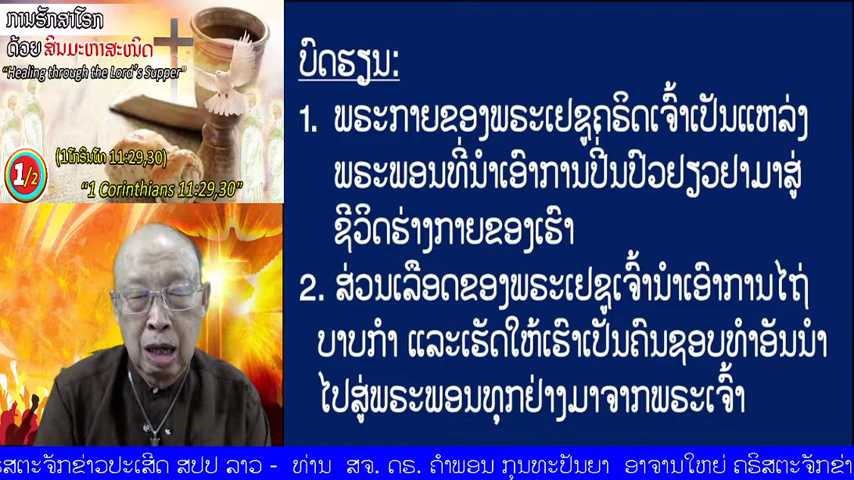 ການຮັກສາໂຣກ
ດ້ວຍ ສິນມະຫາສະໜິດ
“Healing through the Lord's Supper”
(1ໂກຣິນໂທ 11:29,30)
1/2
“1 Corinthians 11:29,30”
ບົດຮຽນ:
1. ພຣະກາຍຂອງພຣະເຢຊູຄຣິດເຈົ້າເປັນແຫລ່ງ
ພຣະພອນທີ່ນຳເອົາການປິ່ນປົວຢຽວຢາມາສູ່
ຊີວິດຮ່າງກາຍຂອງເຮົາ
2. ສ່ວນເລືອດຂອງພຣະເຢຊູເຈົ້ານຳເອົາການໄຖ່
ບາບກຳ ແລະເຮັດໃຫ້ເຮົາເປັນຄົນຊອບທຳອັນນຳ
ໄປສູ່ພຣະພອນທຸກຢ່າງມາຈາກພຣະເຈົ້າ
ຣິສຕະຈັກຂ່າວປະເສີດ ສປປ ລາວ - ທ່ານ ສຈ. ດຣ. ຄຳພອນ ກຸນທະປັນຍາ ອາຈານໃຫຍ່ ຄຣິສຕະຈັກຂ່າ